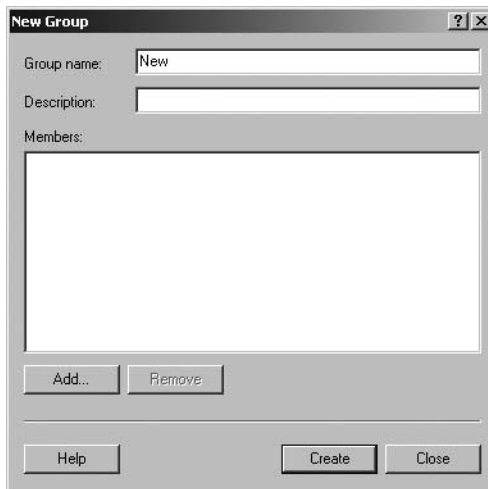 New Group
Group name: New
Description:
Members:
Add... Remove
Help Create Close